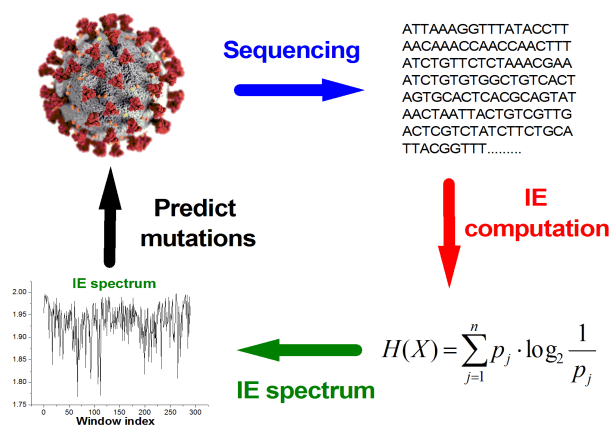 Sequencing
ATTAAAGGTTTATACCTT
AACAAACCAACCAACTTT
ATCTGTTCTCTAAACGAA
ATCTGTGTGGCTGTCACT
AGTGCACTCACGCAGTAT
AACTAATTACTGTCGTTG
ACTCGTCTATCTTCTGCA
TTACGGTTT.........
IE
computation
H(X) = ∑ p_j · log_2 1/p_j
n
j=1
IE spectrum
Predict
mutations
IE spectrum
2.00
1.95
1.90
1.85
1.80
1.75
0 50 100 150 200 250 300
Window index